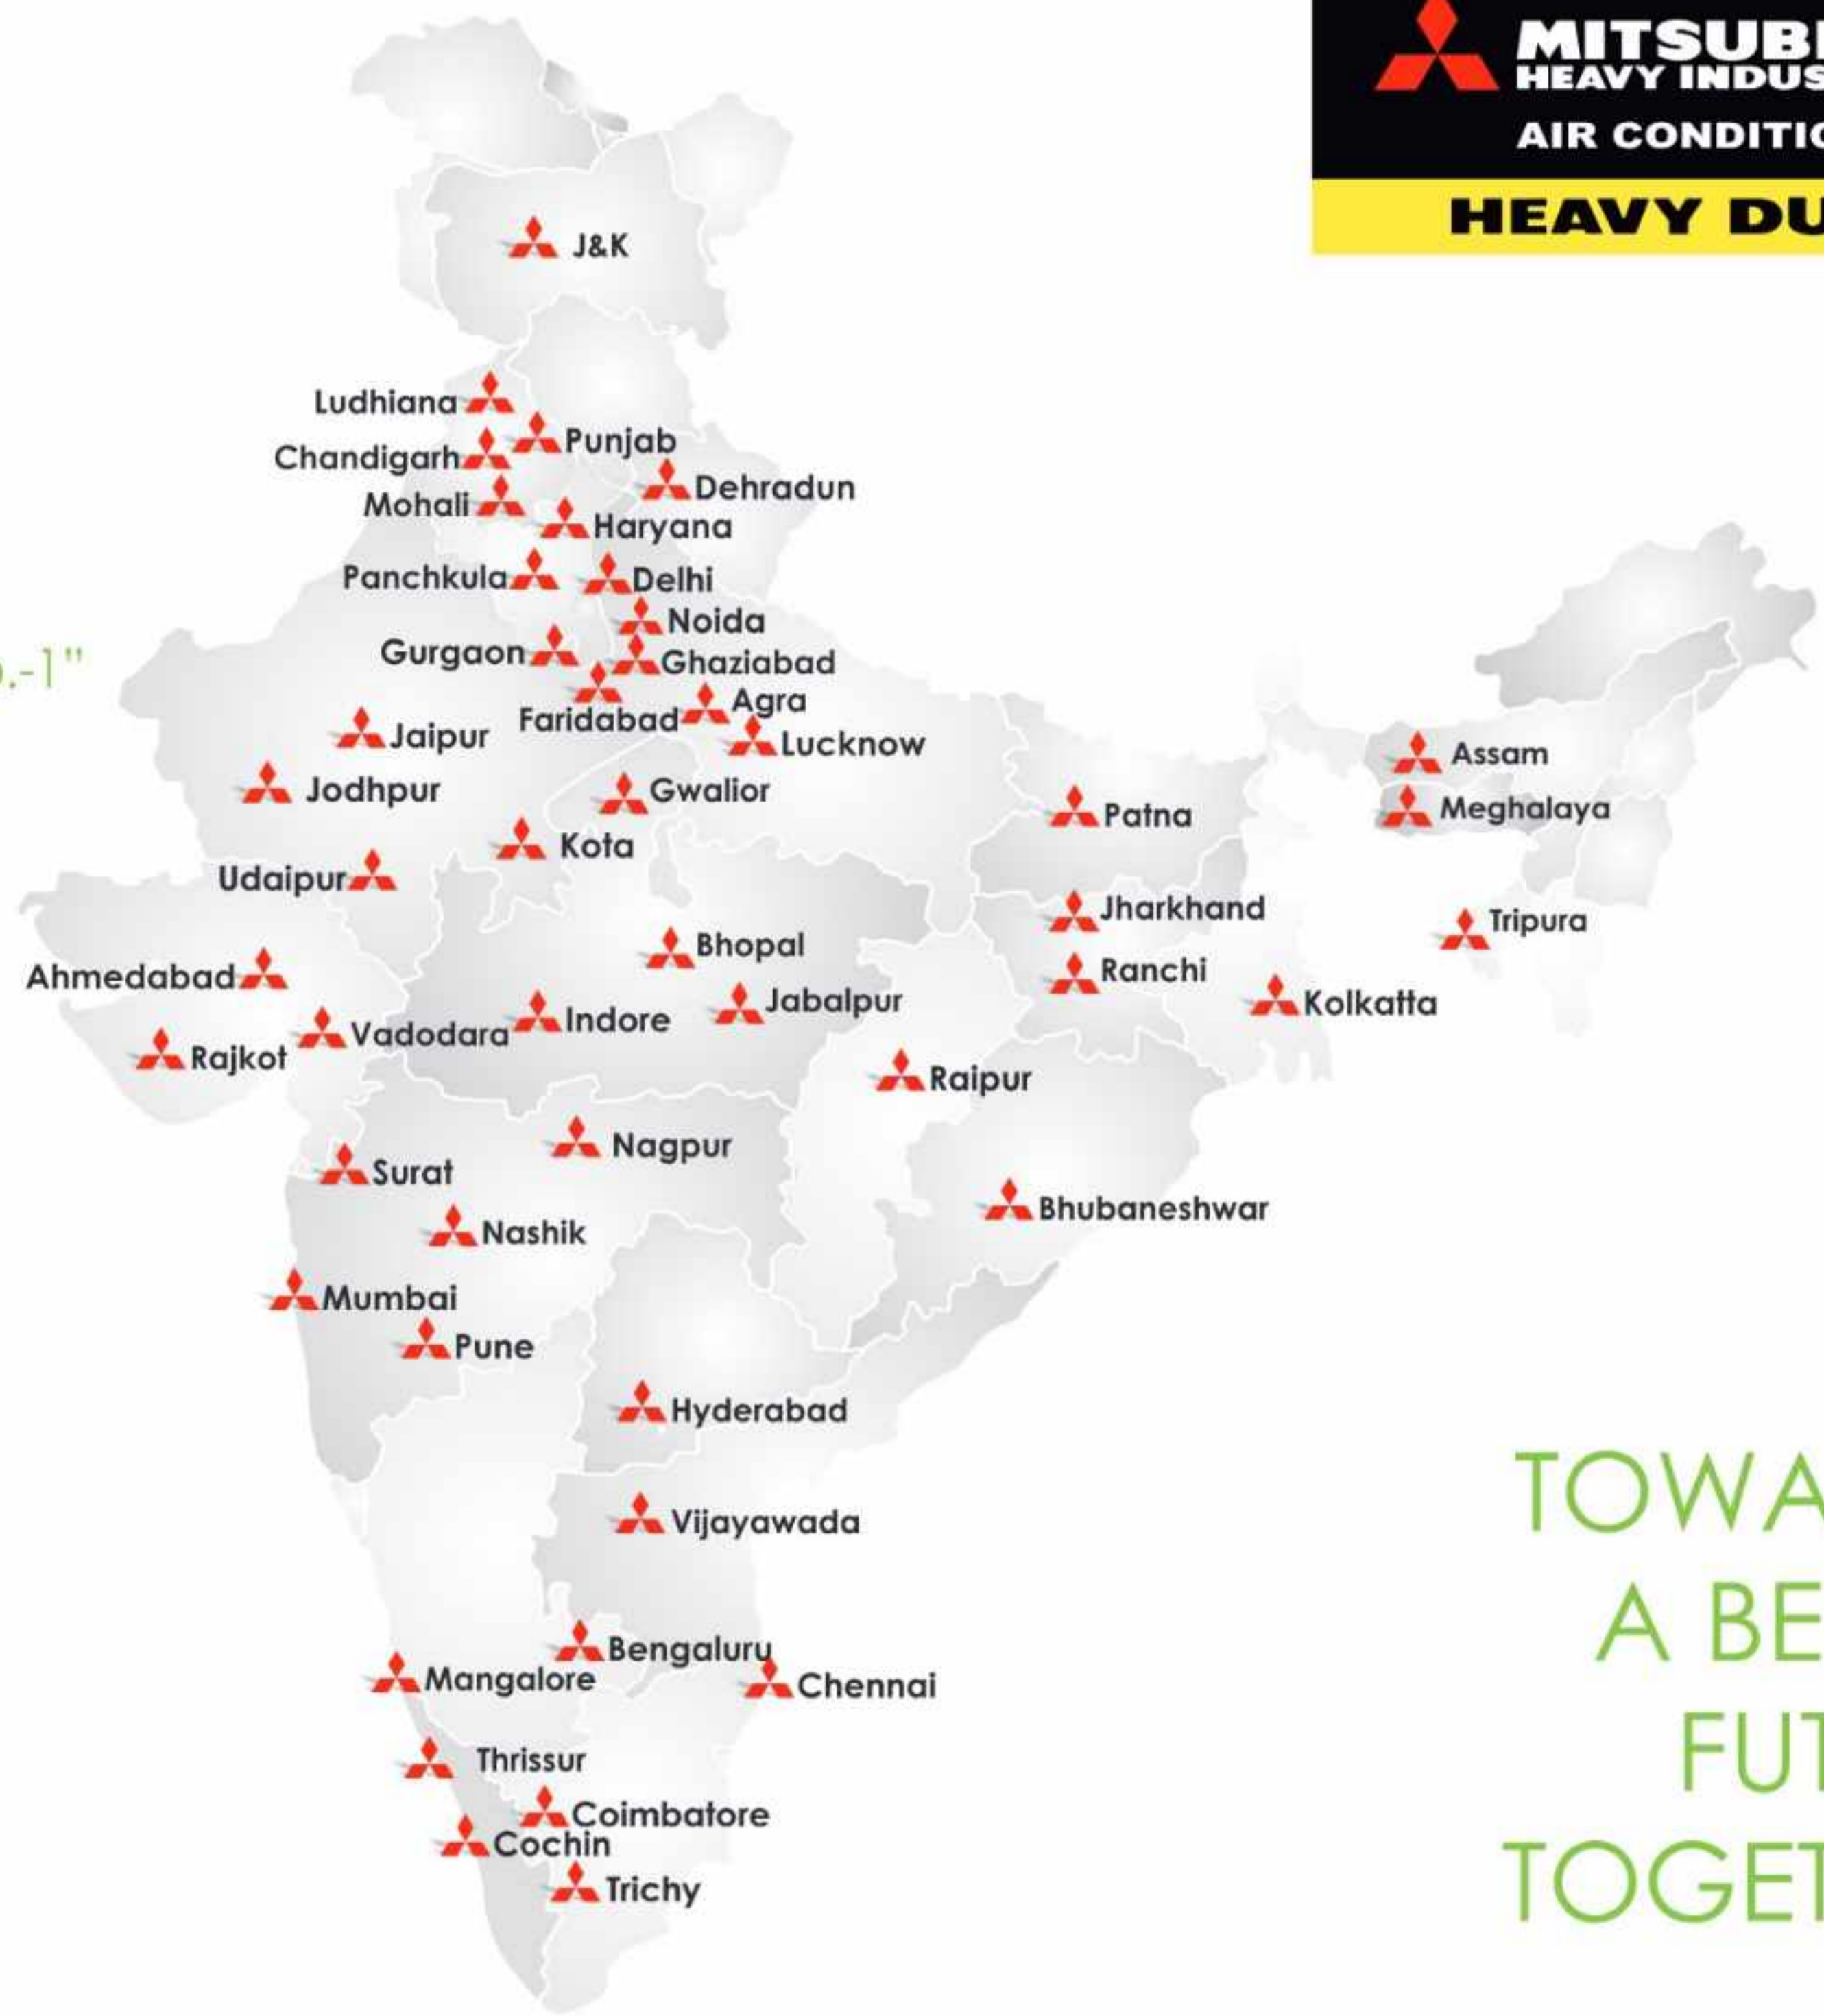 MITSUBI
HEAVY INDUS
AIR CONDITIO
HEAVY DU
J&K
Ludhiana
Punjab
Chandigarh
Dehradun
Mohali
Haryana
Panchkula
Delhi
Noida
Gurgaon
Ghaziabad
.-1"
Agra
Faridabad
Jaipur
Lucknow
Assam
Jodhpur
Gwalior
Meghalaya
Patna
Kota
Udaipur
Jharkhand
Tripura
Bhopal
Ranchi
Ahmedabad
Jabalpur
Kolkatta
Indore
Vadodara
Rajkot
Raipur
Nagpur
Surat
Bhubaneshwar
Nashik
Mumbai
Pune
Hyderabad
Vijayawada
Bengaluru
Mangalore
Chennai
Thrissur
Coimbatore
Cochin
Trichy
TOWA
A BE
FUT
TOGET